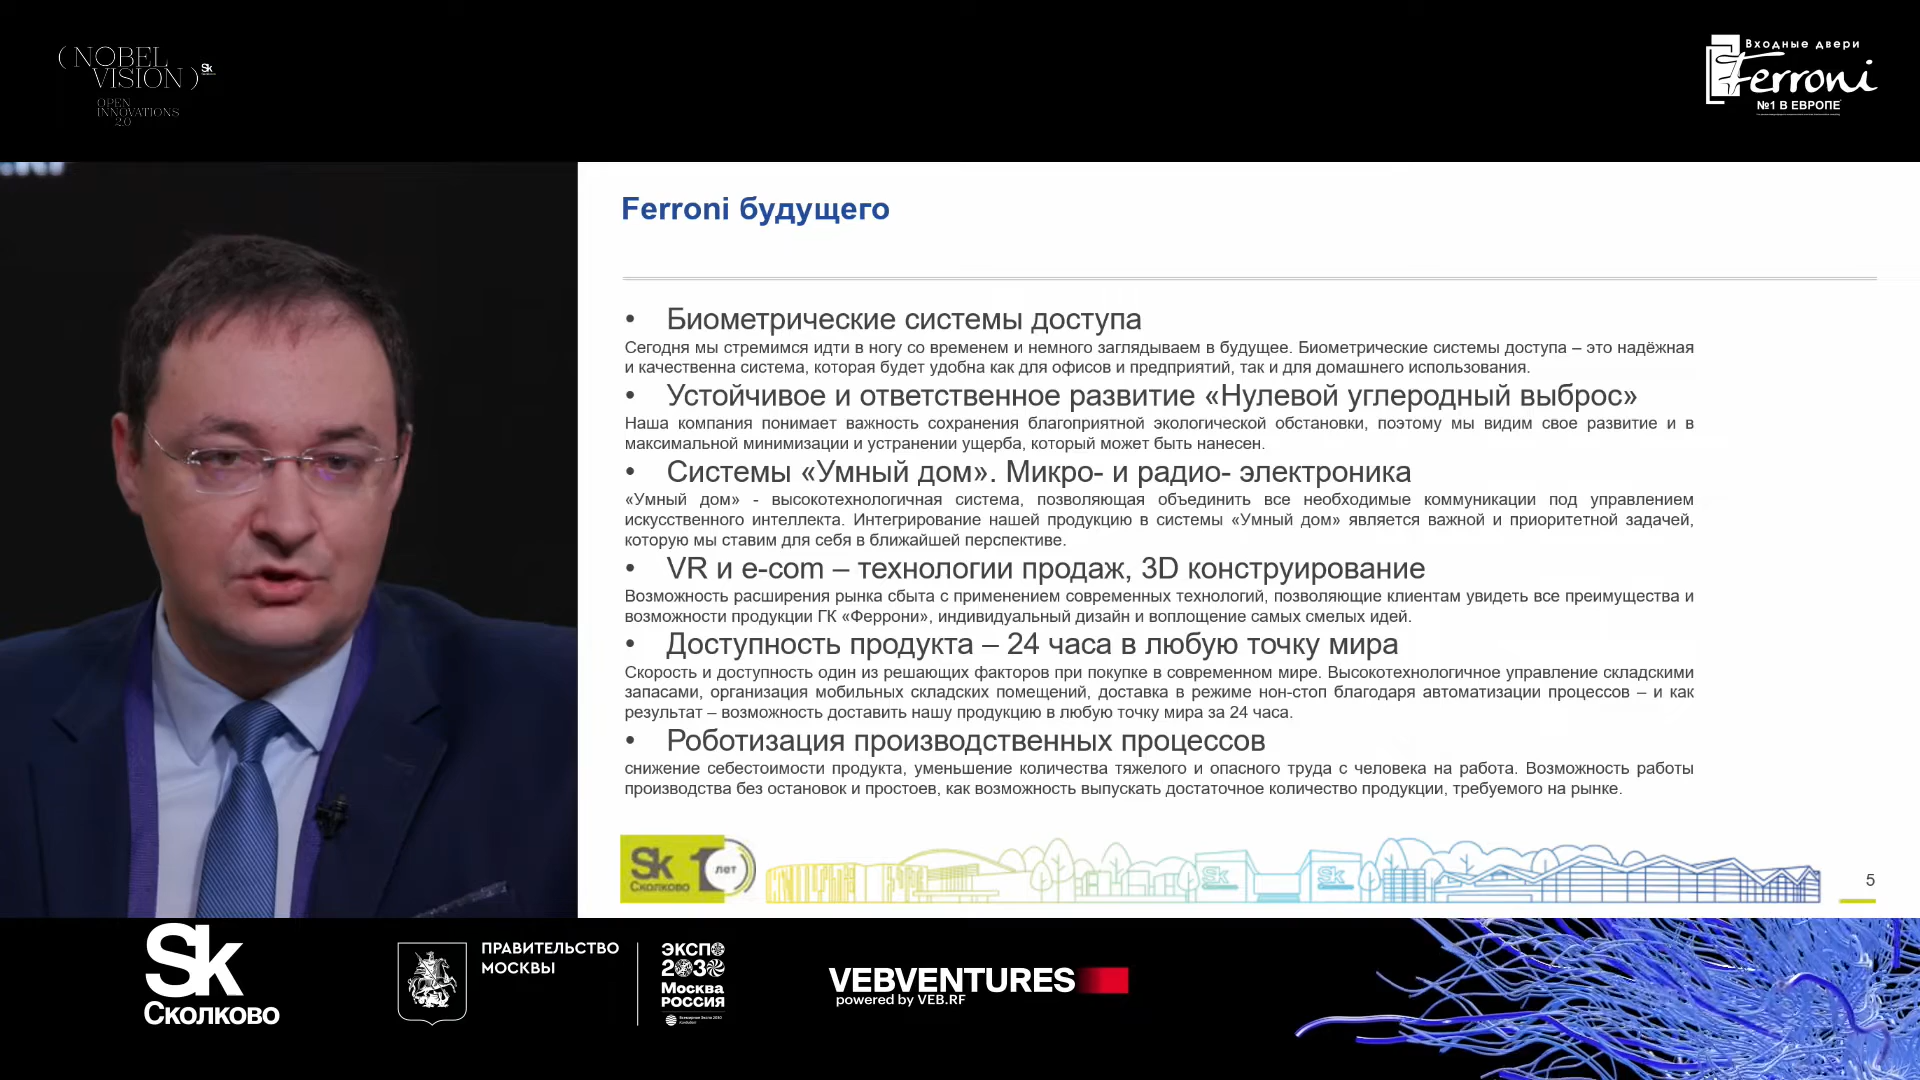 ( NOBEL
VISION ) Sk
OPEN
INNOVATIONS
2.0
Входные двери
Ferroni
№1 В ЕВРОПЕ
Ferroni будущего
• Биометрические системы доступа
Сегодня мы стремимся идти в ногу со временем и немного заглядываем в будущее. Биометрические системы доступа – это надёжная
и качественна система, которая будет удобна как для офисов и предприятий, так и для домашнего использования.
• Устойчивое и ответственное развитие «Нулевой углеродный выброс»
Наша компания понимает важность сохранения благоприятной экологической обстановки, поэтому мы видим свое развитие и в
максимальной минимизации и устранении ущерба, который может быть нанесен.
• Системы «Умный дом». Микро- и радио- электроника
«Умный дом» - высокотехнологичная система, позволяющая объединить все необходимые коммуникации под управлением
искусственного интеллекта. Интегрирование нашей продукцию в системы «Умный дом» является важной и приоритетной задачей,
которую мы ставим для себя в ближайшей перспективе.
• VR и e-com – технологии продаж, 3D конструирование
Возможность расширения рынка сбыта с применением современных технологий, позволяющие клиентам увидеть все преимущества и
возможности продукции ГК «Феррони», индивидуальный дизайн и воплощение самых смелых идей.
• Доступность продукта – 24 часа в любую точку мира
Скорость и доступность один из решающих факторов при покупке в современном мире. Высокотехнологичное управление складскими
запасами, организация мобильных складских помещений, доставка в режиме нон-стоп благодаря автоматизации процессов – и как
результат – возможность доставить нашу продукцию в любую точку мира за 24 часа.
• Роботизация производственных процессов
снижение себестоимости продукта, уменьшение количества тяжелого и опасного труда с человека на работа. Возможность работы
производства без остановок и простоев, как возможность выпускать достаточное количество продукции, требуемого на рынке.
Sk
Сколково
10 лет
Sk
Sk
5
Sk
Сколково
ПРАВИТЕЛЬСТВО
МОСКВЫ
ЭКСПО
2030
Москва
РОССИЯ
VEBVENTURES
powered by VEB.RF